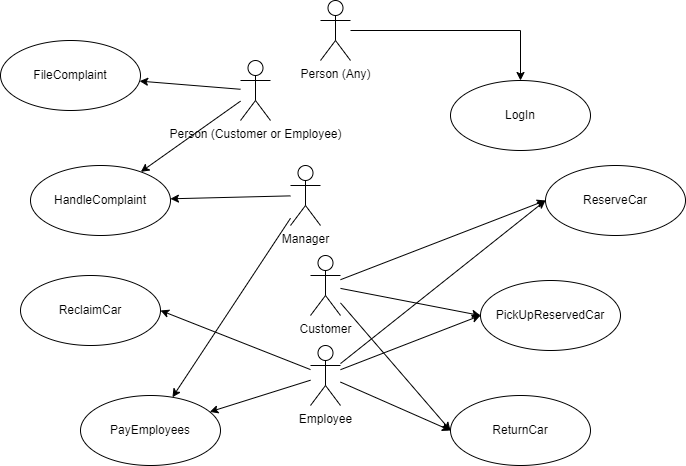 Person (Any)
FileComplaint
LogIn
Person (Customer or Employee)
HandleComplaint
ReserveCar
Manager
ReclaimCar
Customer
PickUpReservedCar
Employee
PayEmployees
ReturnCar